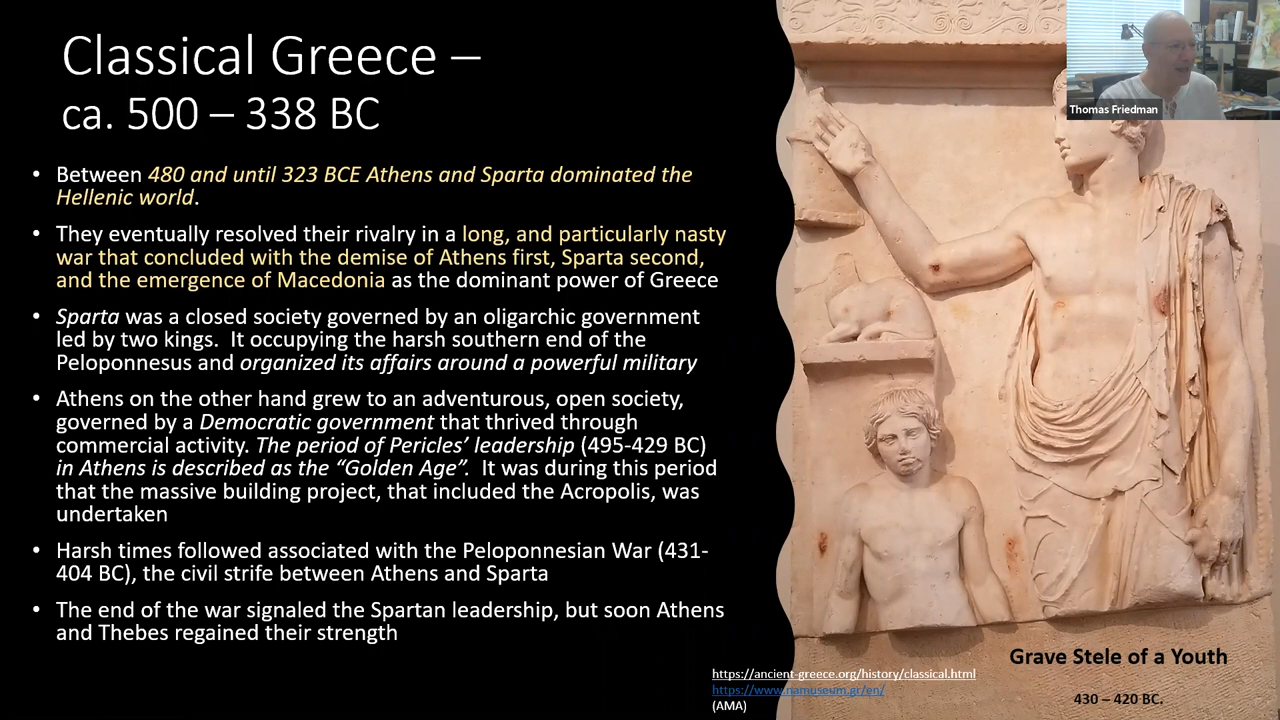 Classical Greece –
ca. 500 – 338 BC
Thomas Friedman
• Between 480 and until 323 BCE Athens and Sparta dominated the
Hellenic world.
• They eventually resolved their rivalry in a long, and particularly nasty
war that concluded with the demise of Athens first, Sparta second,
and the emergence of Macedonia as the dominant power of Greece
• Sparta was a closed society governed by an oligarchic government
led by two kings.  It occupying the harsh southern end of the
Peloponnesus and organized its affairs around a powerful military
• Athens on the other hand grew to an adventurous, open society,
governed by a Democratic government that thrived through
commercial activity. The period of Pericles’ leadership (495-429 BC)
in Athens is described as the “Golden Age”.  It was during this period
that the massive building project, that included the Acropolis, was
undertaken
• Harsh times followed associated with the Peloponnesian War (431-
404 BC), the civil strife between Athens and Sparta
• The end of the war signaled the Spartan leadership, but soon Athens
and Thebes regained their strength
Grave Stele of a Youth
430 – 420 BC.
https://ancient-greece.org/history/classical.html
https://www.namuseum.gr/en/
(AMA)